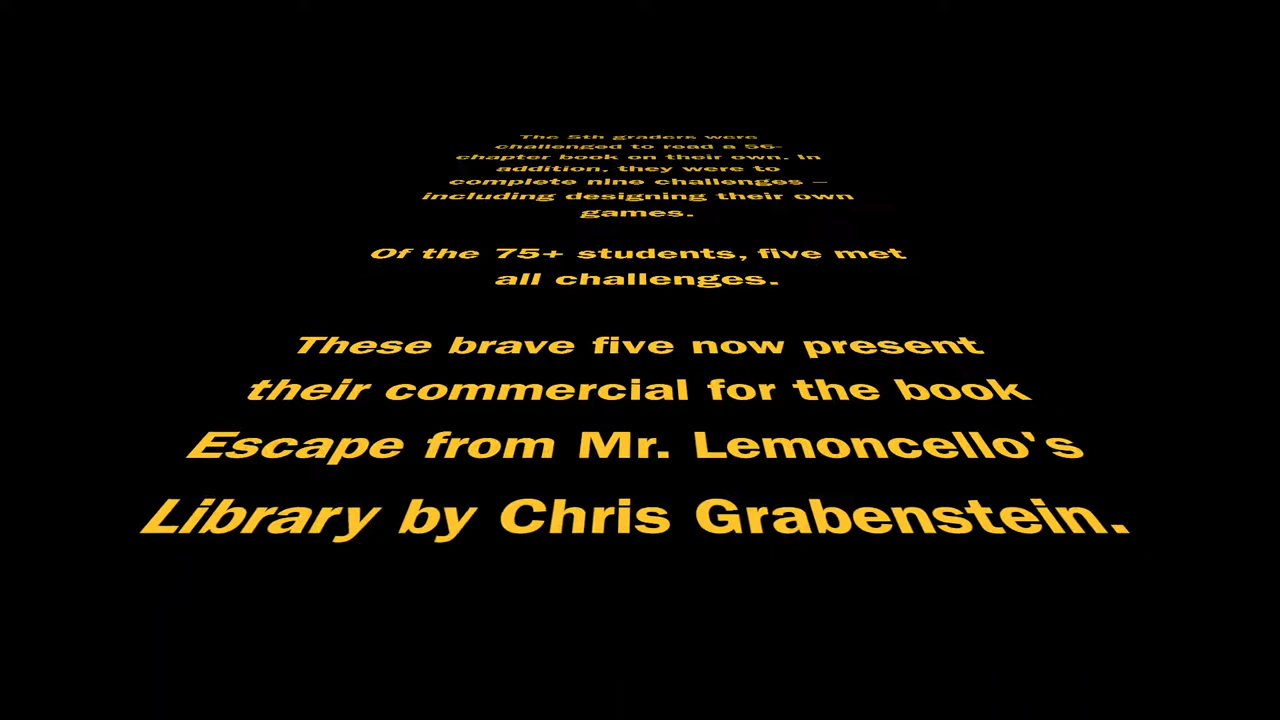 The 5th graders were
challenged to read a 56-
chapter book on their own. In
addition, they were to
complete nine challenges –
including designing their own
games.
Of the 75+ students, five met
all challenges.
These brave five now present
their commercial for the book
Escape from Mr. Lemoncello's
Library by Chris Grabenstein.